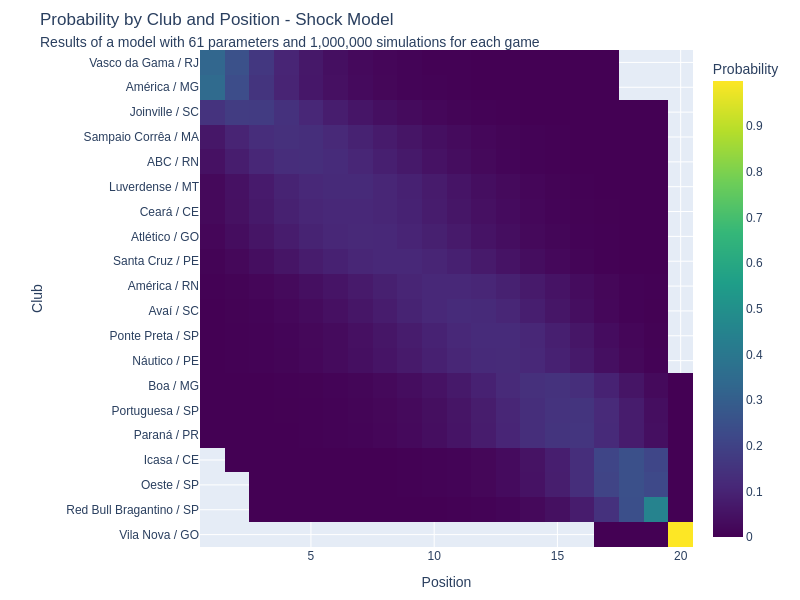 Probability by Club and Position - Shock Model
Results of a model with 61 parameters and 1,000,000 simulations for each game
Probability
Club
Vasco da Gama / RJ
América / MG
Joinville / SC
Sampaio Corrêa / MA
ABC / RN
Luverdense / MT
Ceará / CE
Atlético / GO
Santa Cruz / PE
América / RN
Avaí / SC
Ponte Preta / SP
Náutico / PE
Boa / MG
Portuguesa / SP
Paraná / PR
Icasa / CE
Oeste / SP
Red Bull Bragantino / SP
Vila Nova / GO
5 10 15 20
Position
0.9
0.8
0.7
0.6
0.5
0.4
0.3
0.2
0.1
0